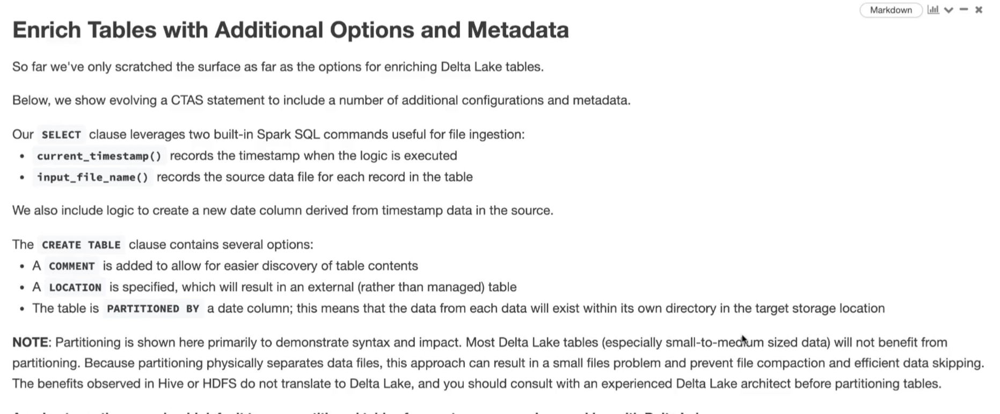 Markdown
Enrich Tables with Additional Options and Metadata
So far we've only scratched the surface as far as the options for enriching Delta Lake tables.
Below, we show evolving a CTAS statement to include a number of additional configurations and metadata.
Our SELECT clause leverages two built-in Spark SQL commands useful for file ingestion:
• current_timestamp() records the timestamp when the logic is executed
• input_file_name() records the source data file for each record in the table
We also include logic to create a new date column derived from timestamp data in the source.
The CREATE TABLE clause contains several options:
• A COMMENT is added to allow for easier discovery of table contents
• A LOCATION is specified, which will result in an external (rather than managed) table
• The table is PARTITIONED BY a date column; this means that the data from each data will exist within its own directory in the target storage location
NOTE: Partitioning is shown here primarily to demonstrate syntax and impact. Most Delta Lake tables (especially small-to-medium sized data) will not benefit from
partitioning. Because partitioning physically separates data files, this approach can result in a small files problem and prevent file compaction and efficient data skipping.
The benefits observed in Hive or HDFS do not translate to Delta Lake, and you should consult with an experienced Delta Lake architect before partitioning tables.